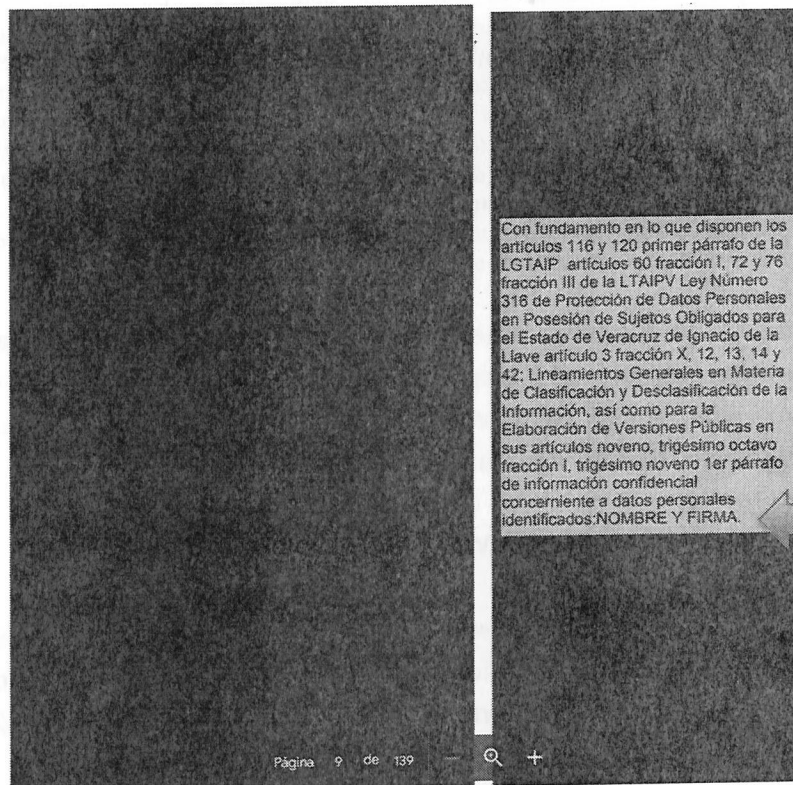 Con fundamento en lo que disponen los
artículos 116 y 120 primer párrafo de la
LGTAIP artículos 60 fracción I, 72 y 76
fracción III de la LTAIPV Ley Número
316 de Protección de Datos Personales
en Posesión de Sujetos Obligados para
el Estado de Veracruz de Ignacio de la
Llave artículo 3 fracción X, 12, 13, 14 y
42; Lineamientos Generales en Materia
de Clasificación y Desclasificación de la
Información, así como para la
Elaboración de Versiones Públicas en
sus artículos noveno, trigésimo octavo
fracción I, trigésimo noveno 1er párrafo
de información confidencial
concerniente a datos personales
identificados:NOMBRE Y FIRMA.
Página 9 de 139